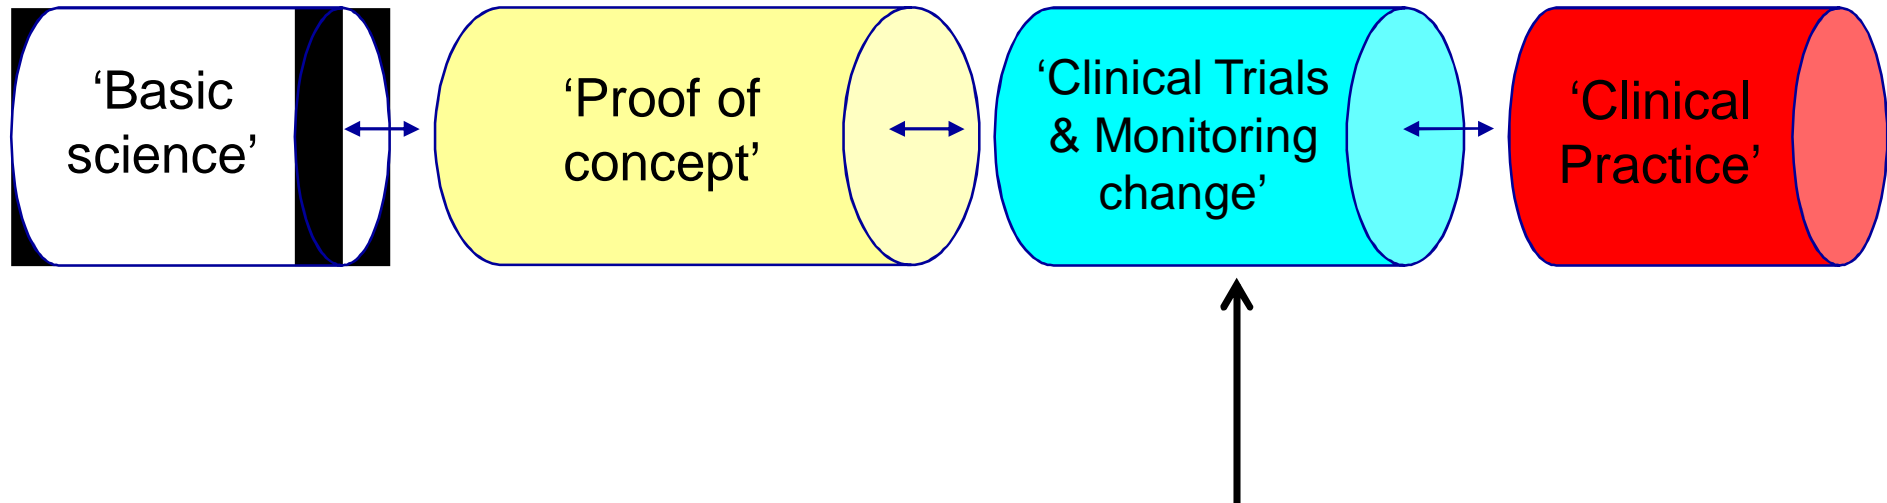 ‘Basic
science’
‘Proof of
concept’
‘Clinical Trials
& Monitoring
change’
‘Clinical
Practice’